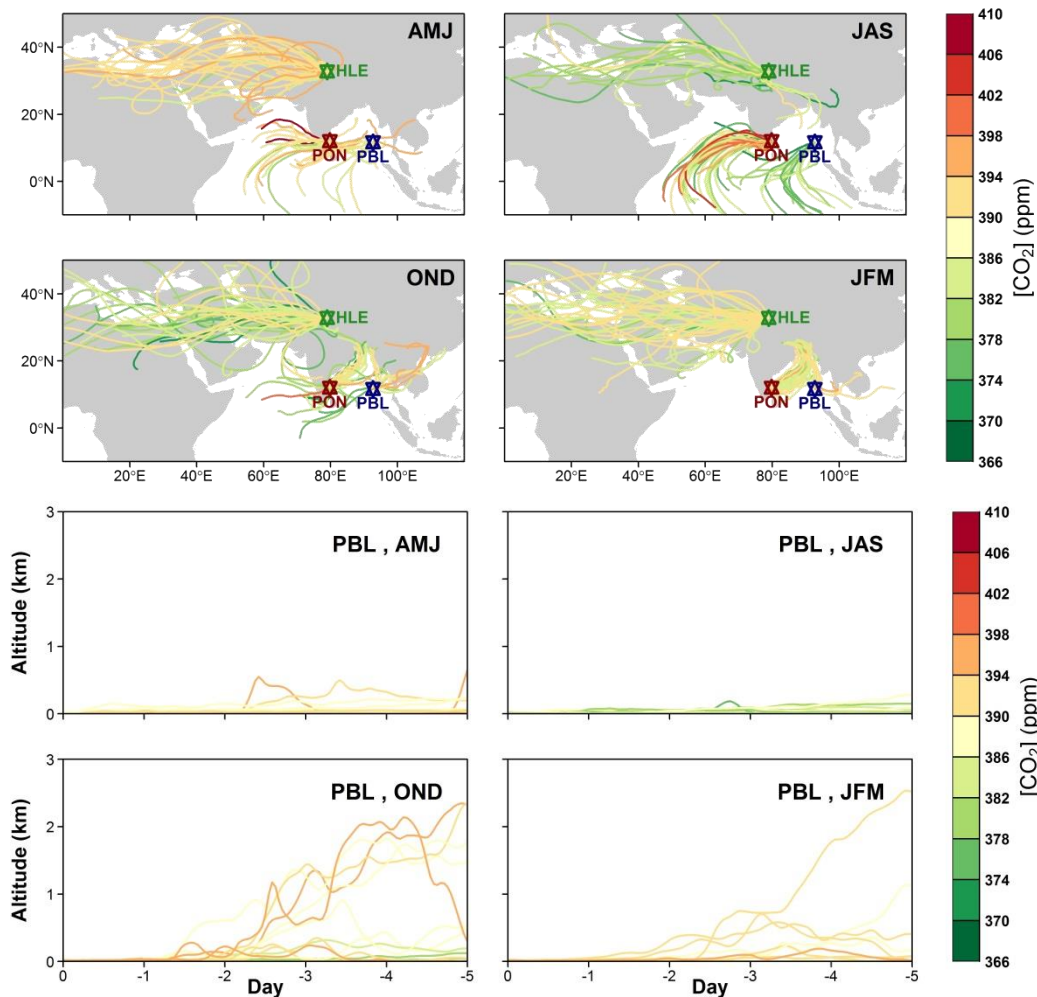 AMJ
40°N
20°N
0°N
HLE
PON
PBL
JAS
HLE
PON
PBL
410
406
402
398
394
390
386
382
378
374
370
366
[CO₂] (ppm)
OND
40°N
20°N
0°N
HLE
PON
PBL
20°E
40°E
60°E
80°E
100°E
JFM
HLE
PON
PBL
20°E
40°E
60°E
80°E
100°E
PBL , AMJ
Altitude (km)
3
2
1
0
PBL , JAS
410
406
402
398
394
390
386
382
378
374
370
366
[CO₂] (ppm)
PBL , OND
Altitude (km)
3
2
1
0
0
-1
-2
-3
-4
-5
Day
PBL , JFM
0
-1
-2
-3
-4
-5
Day